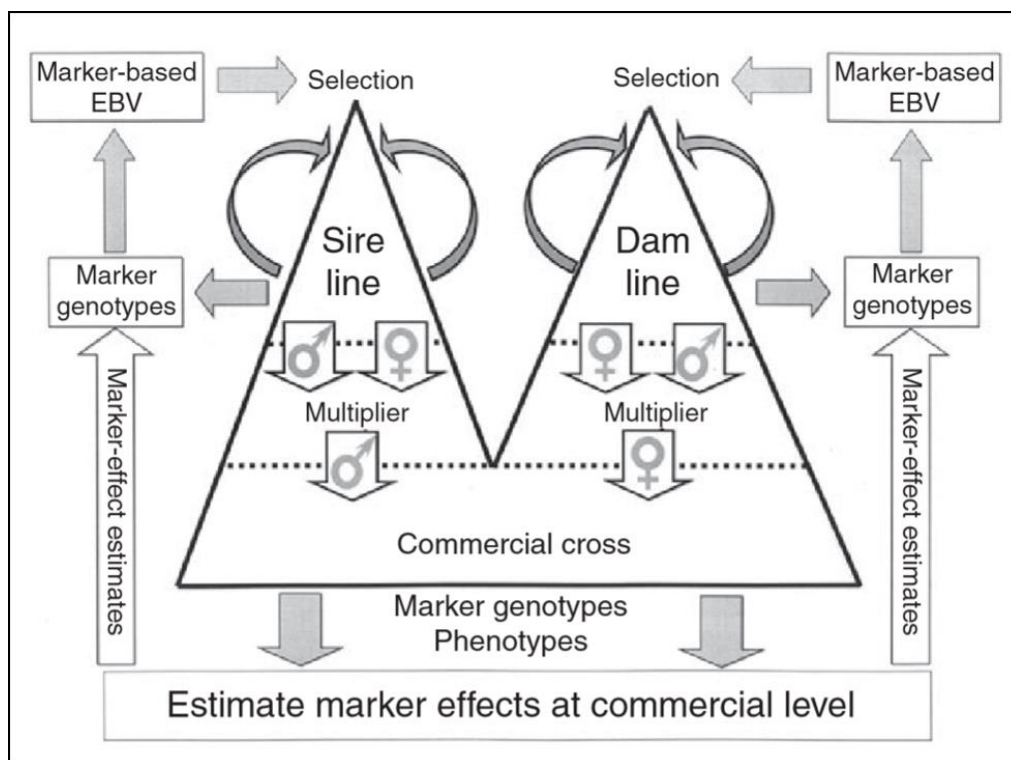 Marker-based
EBV
Selection
Selection
Marker-based
EBV
Sire
line
Dam
line
Marker
genotypes
Marker
genotypes
Multiplier
Multiplier
Marker-effect estimates
Marker-effect estimates
Commercial cross
Marker genotypes
Phenotypes
Estimate marker effects at commercial level